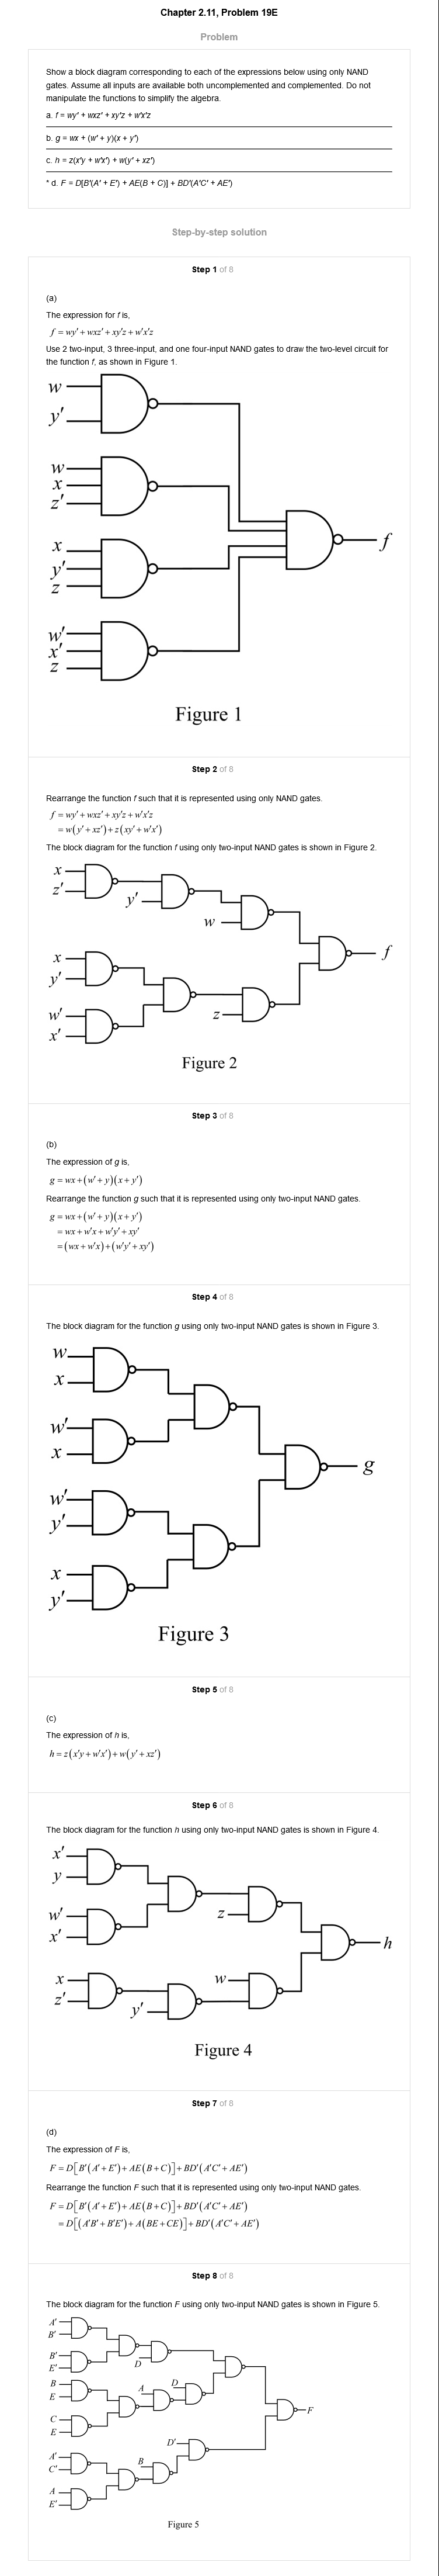 Chapter 2.11, Problem 19E
Problem
Show a block diagram corresponding to each of the expressions below using only NAND
gates. Assume all inputs are available both uncomplemented and complemented. Do not
manipulate the functions to simplify the algebra.
a. f = wy' + wxz' + xy'z + w'x'z
b. g = wx + (w' + y)(x + y')
c. h = z(x'y + w'x') + w(y' + xz')
* d. F = D[B'(A' + E') + AE(B + C)] + BD'(A'C' + AE')
Step-by-step solution
Step 1 of 8
(a)
The expression for f is,
f = wy' + wxz' + xy'z + w'x'z
Use 2 two-input, 3 three-input, and one four-input NAND gates to draw the two-level circuit for
the function f, as shown in Figure 1.
w
y'
w
x
z'
x
y'
z
w'
x'
z
f
Figure 1
Step 2 of 8
Rearrange the function f such that it is represented using only NAND gates.
f = wy' + wxz' + xy'z + w'x'z
= w(y' + xz') + z(xy' + w'x')
The block diagram for the function f using only two-input NAND gates is shown in Figure 2.
x
z'
y'
w
x
y'
w'
x'
z
f
Figure 2
Step 3 of 8
(b)
The expression of g is,
g = wx + (w' + y)(x + y')
Rearrange the function g such that it is represented using only two-input NAND gates.
g = wx + (w' + y)(x + y')
= wx + w'x + w'y' + xy'
= (wx + w'x) + (w'y' + xy')
Step 4 of 8
The block diagram for the function g using only two-input NAND gates is shown in Figure 3.
w
x
w'
x
w'
y'
x
y'
g
Figure 3
Step 5 of 8
(c)
The expression of h is,
h = z(x'y + w'x') + w(y' + xz')
Step 6 of 8
The block diagram for the function h using only two-input NAND gates is shown in Figure 4.
x'
y
w'
x'
z
x
z'
y'
w
h
Figure 4
Step 7 of 8
(d)
The expression of F is,
F = D[B'(A' + E') + AE(B + C)] + BD'(A'C' + AE')
Rearrange the function F such that it is represented using only two-input NAND gates.
F = D[B'(A' + E') + AE(B + C)] + BD'(A'C' + AE')
= D[(A'B' + B'E') + A(BE + CE)] + BD'(A'C' + AE')
Step 8 of 8
The block diagram for the function F using only two-input NAND gates is shown in Figure 5.
A'
B'
B'
E'
D
B
E
A
D
C
E
D'
A'
C'
B
A
E'
F
Figure 5